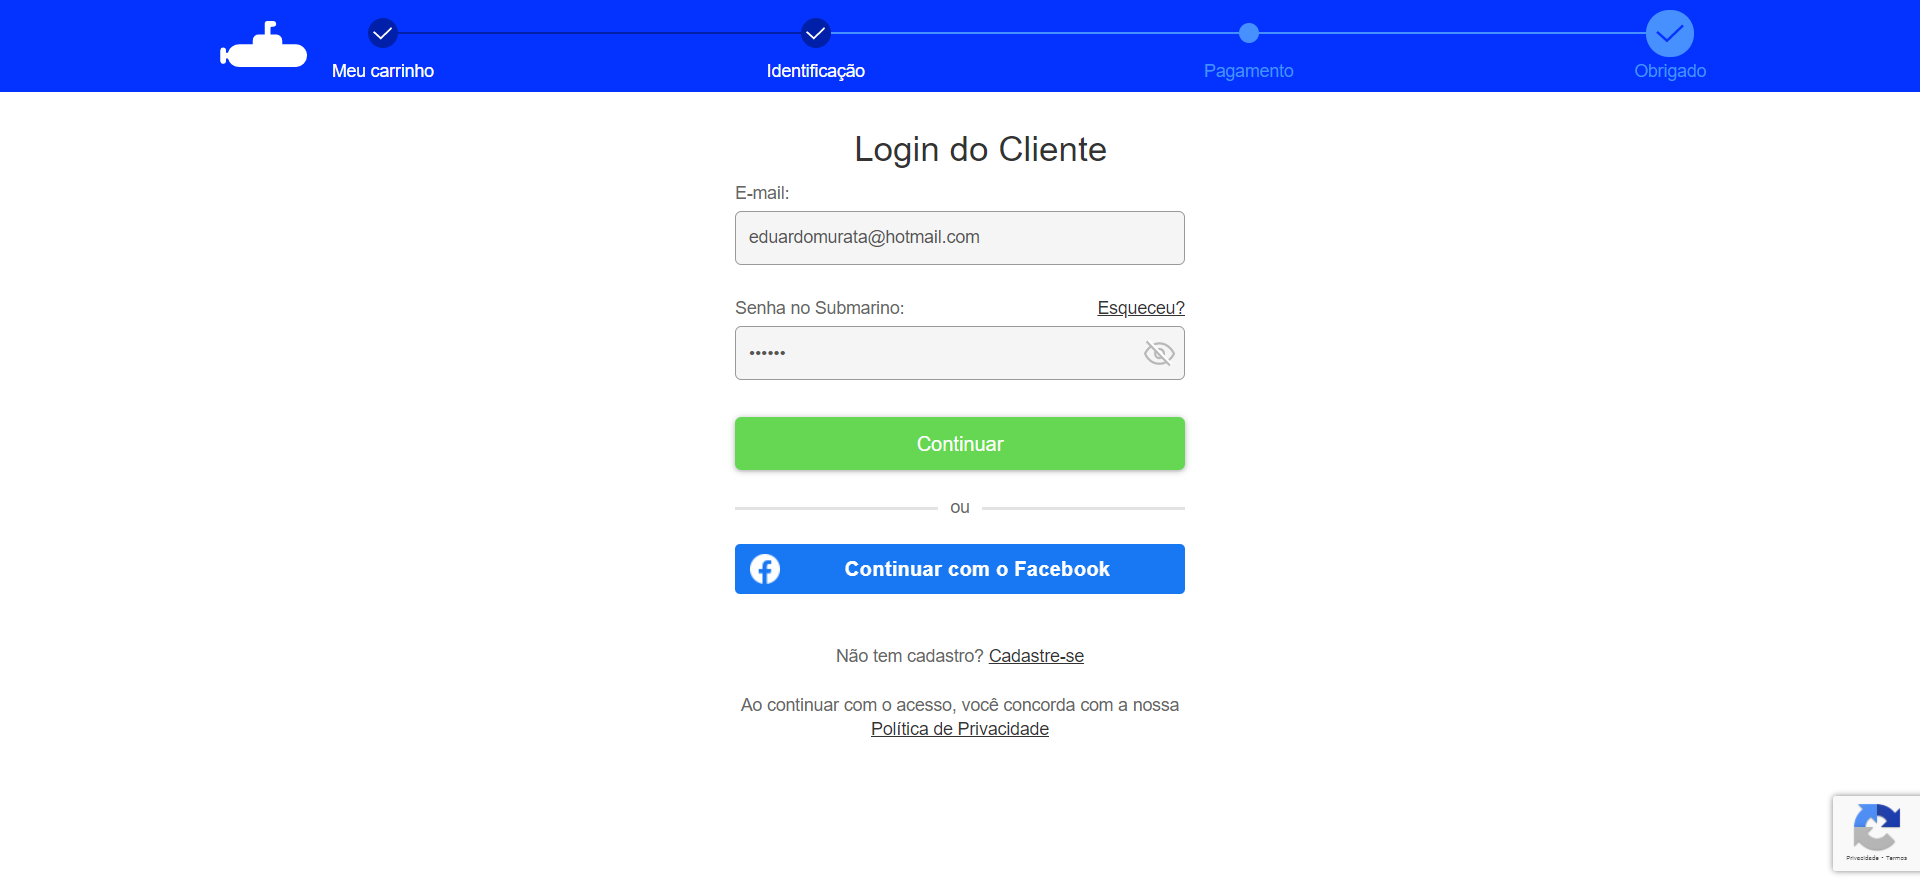 Meu carrinho
Identificação
Pagamento
Obrigado
Login do Cliente
E-mail:
eduardomurata@hotmail.com
Senha no Submarino:
Esqueceu?
••••••
Continuar
ou
Continuar com o Facebook
Não tem cadastro? Cadastre-se
Ao continuar com o acesso, você concorda com a nossa
Política de Privacidade
Privacidade • Termos